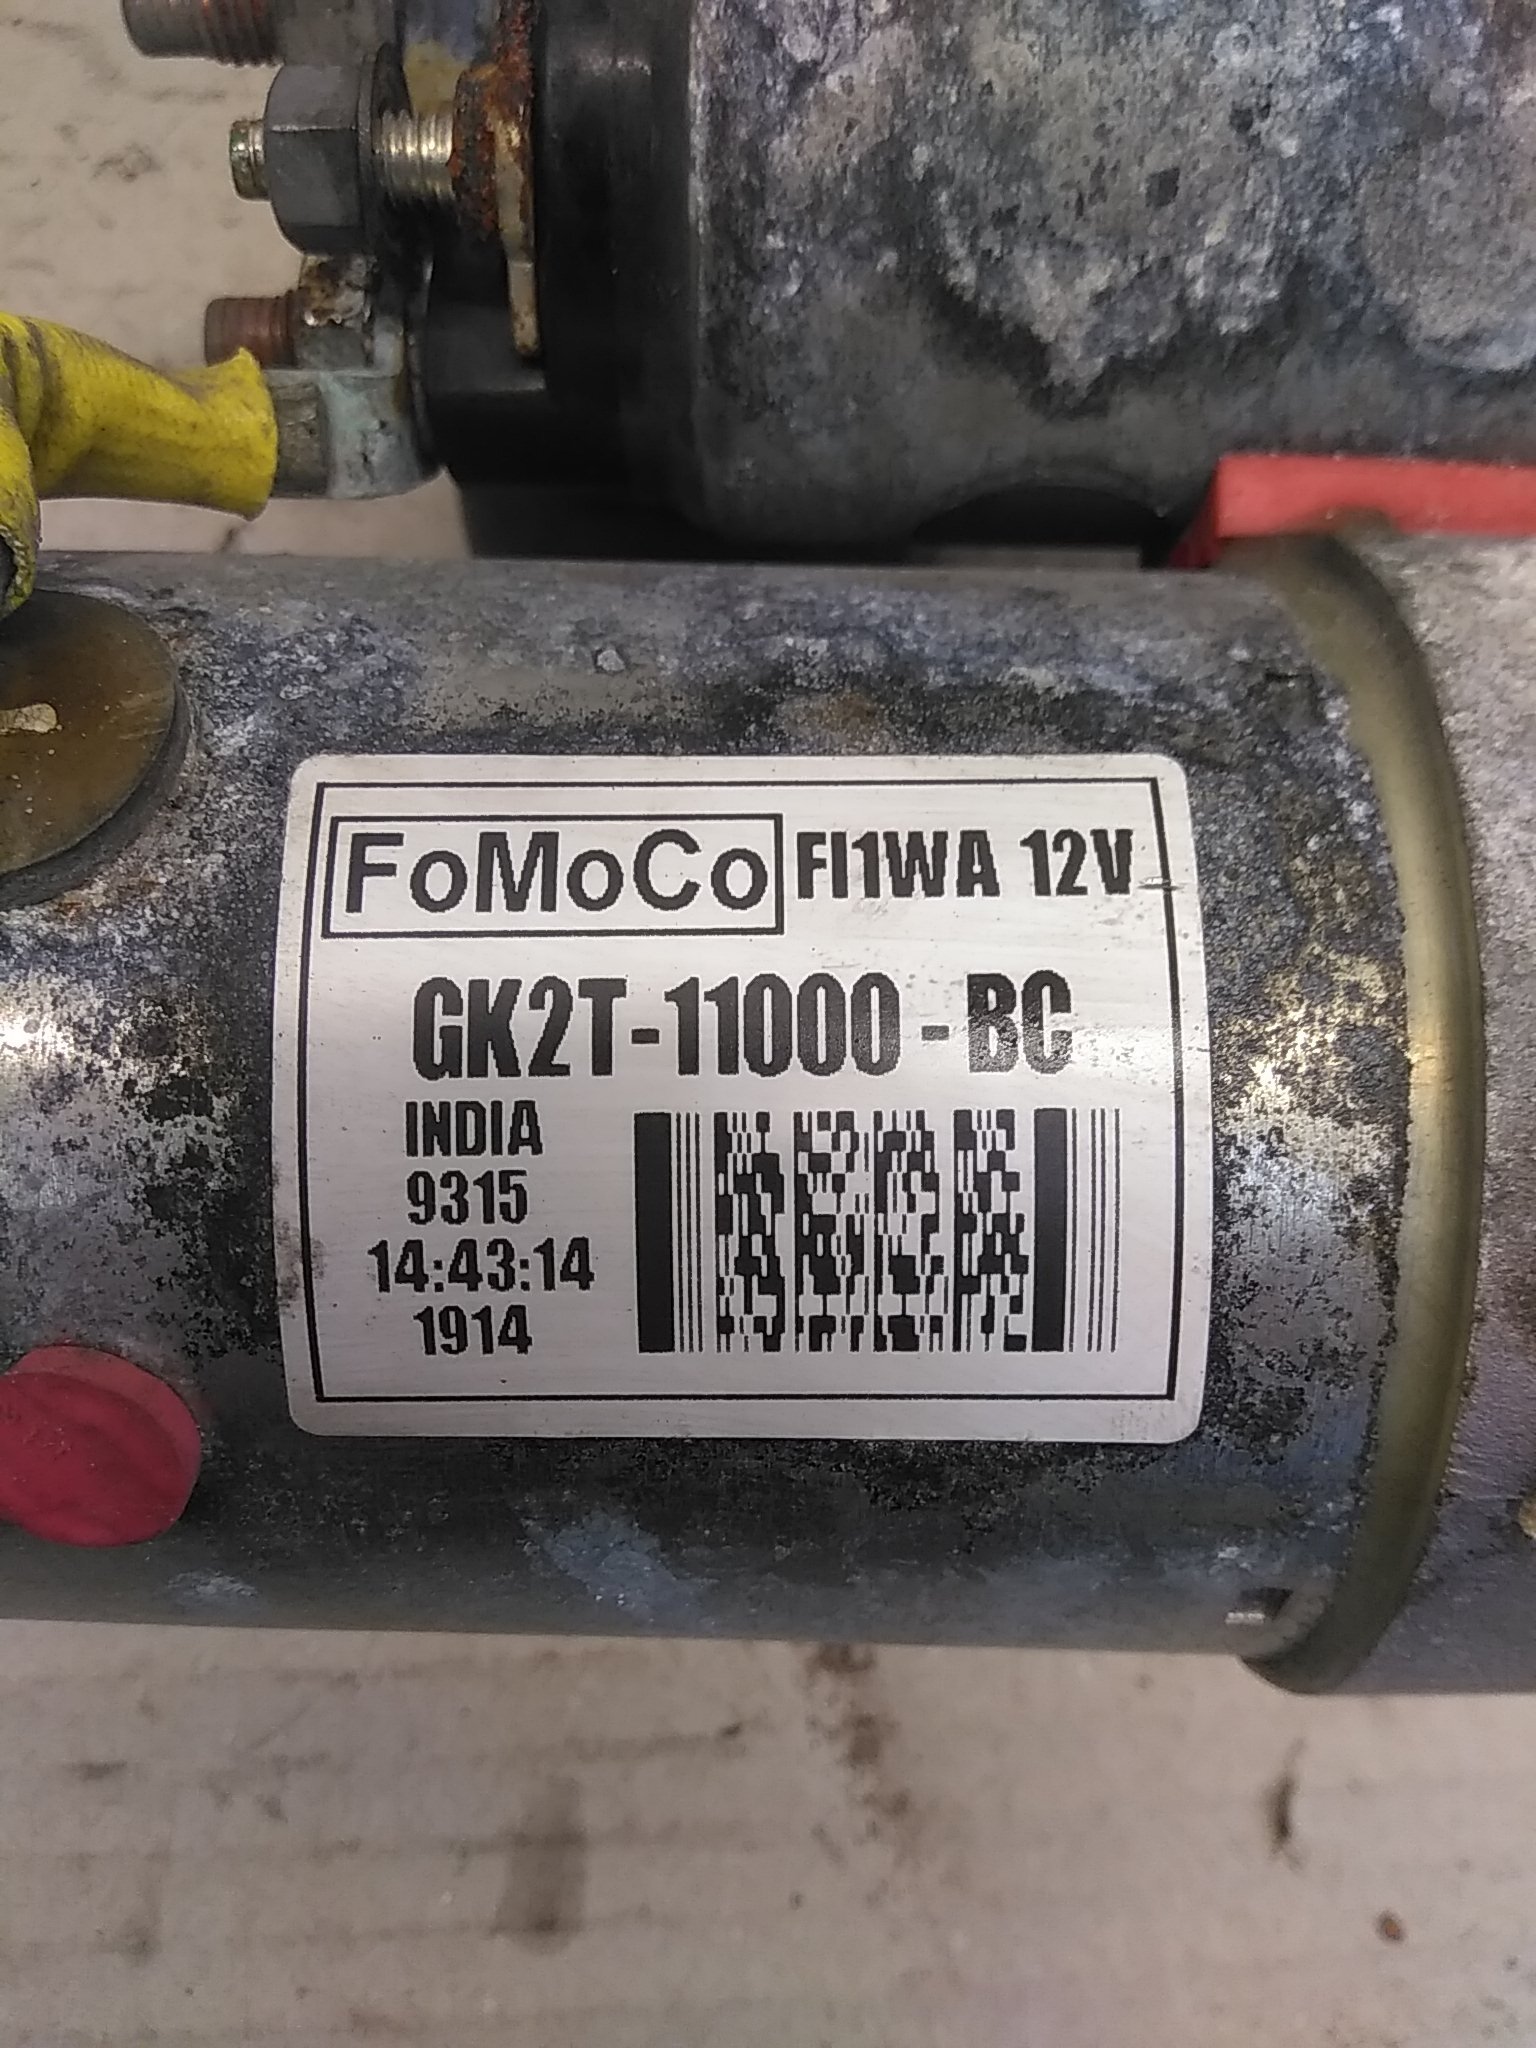 FoMoCo FI1WA 12V
GK2T-11000-BC
INDIA
9315
14:43:14
1914